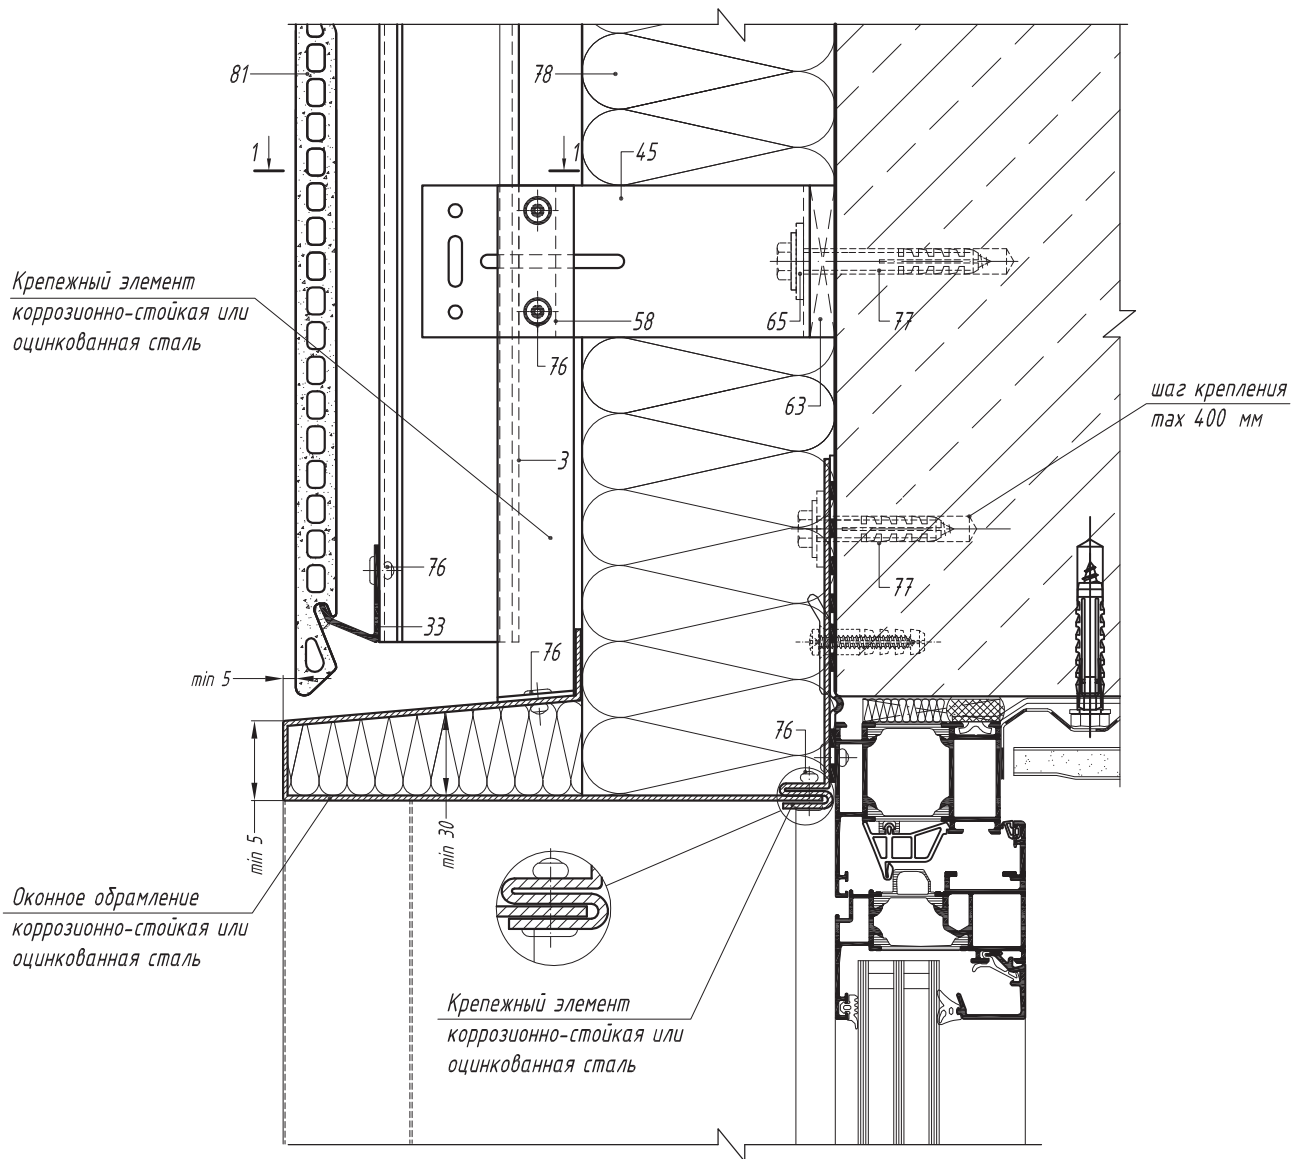 81
78
1
1
45
Крепежный элемент
коррозионно-стойкая или
оцинкованная сталь
58
65
77
76
63
шаг крепления
max 400 мм
3
76
77
33
76
min 5
76
min 5
min 30
Оконное обрамление
коррозионно-стойкая или
оцинкованная сталь
Крепежный элемент
коррозионно-стойкая или
оцинкованная сталь